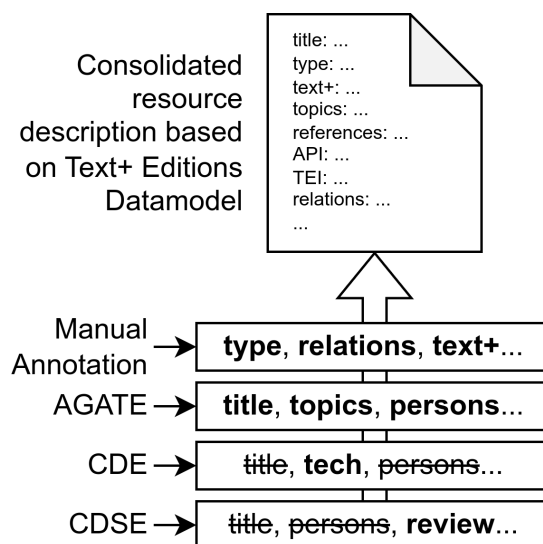 Consolidated
resource
description based
on Text+ Editions
Datamodel
title: ...
type: ...
text+: ...
topics: ...
references: ...
API: ...
TEI: ...
relations: ...
...
Manual
Annotation
type, relations, text+...
AGATE
title, topics, persons...
CDE
title, tech, persons...
CDSE
title, persons, review...